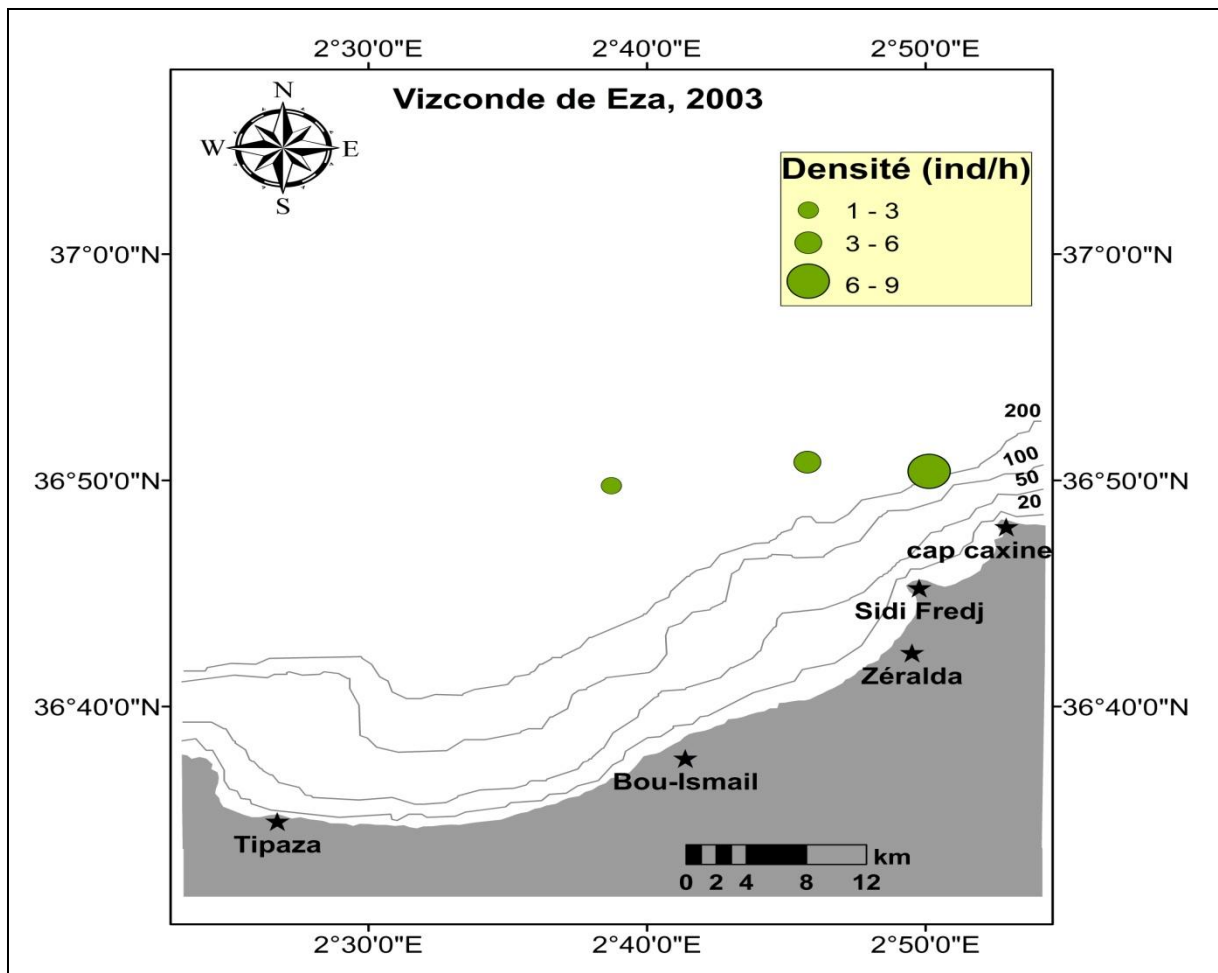 2°30'0"E 2°40'0"E 2°50'0"E
Vizconde de Eza, 2003
N
W E
S
Densité (ind/h)
1 - 3
3 - 6
6 - 9
37°0'0"N 37°0'0"N
200
100
50
20
36°50'0"N 36°50'0"N
cap caxine
Sidi Fredj
Zéralda
36°40'0"N 36°40'0"N
Bou-Ismail
Tipaza
km
0 2 4 8 12
2°30'0"E 2°40'0"E 2°50'0"E